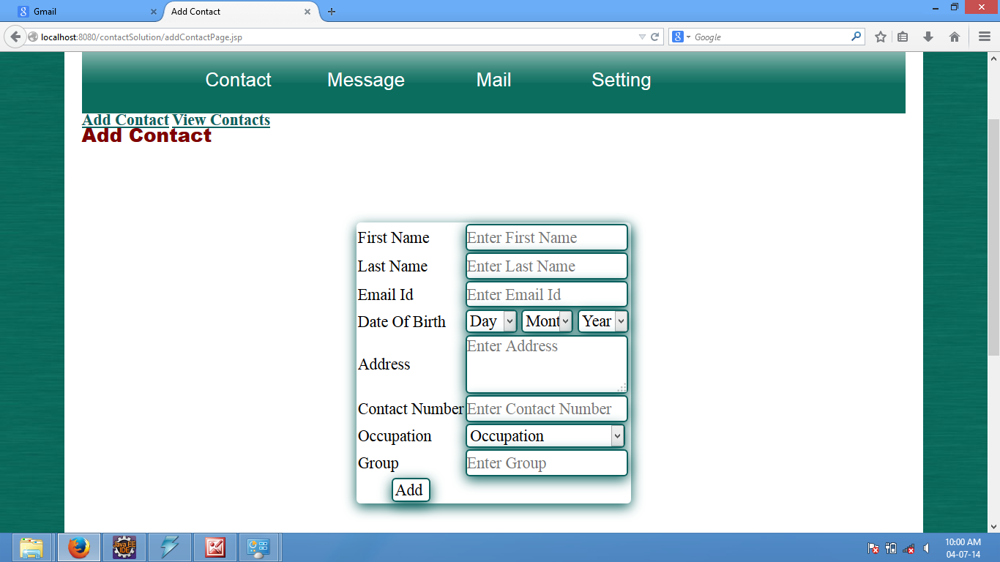 Gmail Add Contact
localhost:8080/contactSolution/addContactPage.jsp Google
Contact Message Mail Setting
Add Contact View Contacts
Add Contact
First Name Enter First Name
Last Name Enter Last Name
Email Id Enter Email Id
Date Of Birth Day Mont Year
Address Enter Address
Contact Number Enter Contact Number
Occupation Occupation
Group Enter Group
Add
Java EE
IDE
10:00 AM
04-07-14